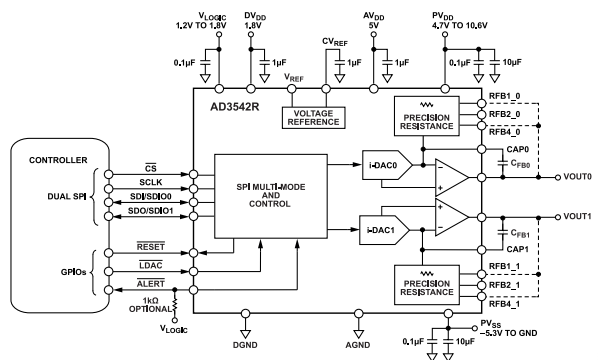 VLOGIC
1.2V TO 1.8V
DVDD
1.8V
AVDD
5V
PVDD
4.7V TO 10.6V
CVREF
0.1µF
1µF
1µF
1µF
0.1µF
10µF
VREF
AD3542R
VOLTAGE
REFERENCE
PRECISION
RESISTANCE
RFB1_0
RFB2_0
RFB4_0
CAP0
CFB0
VOUT0
CONTROLLER
DUAL SPI
CS
SCLK
SDI/SDIO0
SDO/SDIO1
SPI MULTI-MODE
AND
CONTROL
i-DAC0
i-DAC1
VOUT1
CFB1
CAP1
GPIOs
RESET
LDAC
ALERT
1kΩ
OPTIONAL
VLOGIC
PRECISION
RESISTANCE
RFB1_1
RFB2_1
RFB4_1
DGND
AGND
0.1µF
10µF
PVSS
–5.3V TO GND